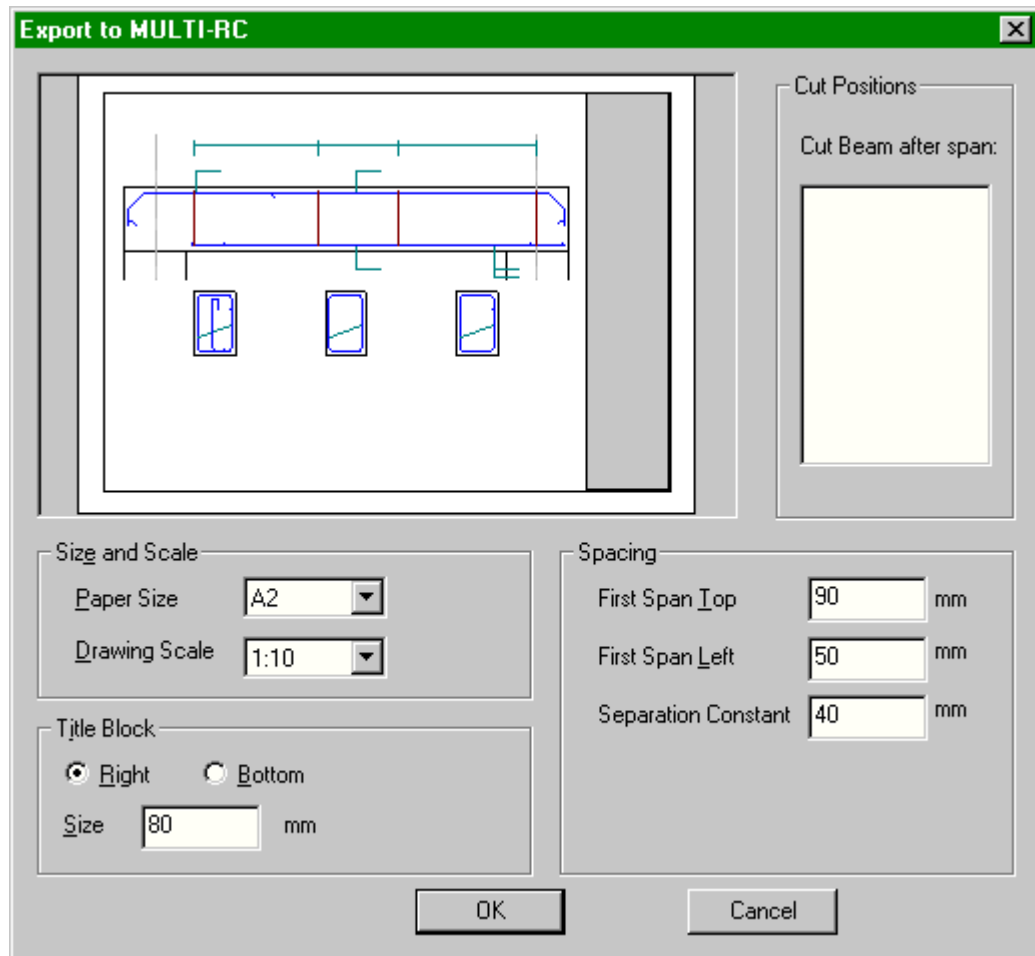 Export to MULTI-RC
Cut Positions
Cut Beam after span:
Size and Scale
Paper Size A2
Drawing Scale 1:10
Title Block
Right Bottom
Size 80 mm
Spacing
First Span Top 90 mm
First Span Left 50 mm
Separation Constant 40 mm
OK Cancel